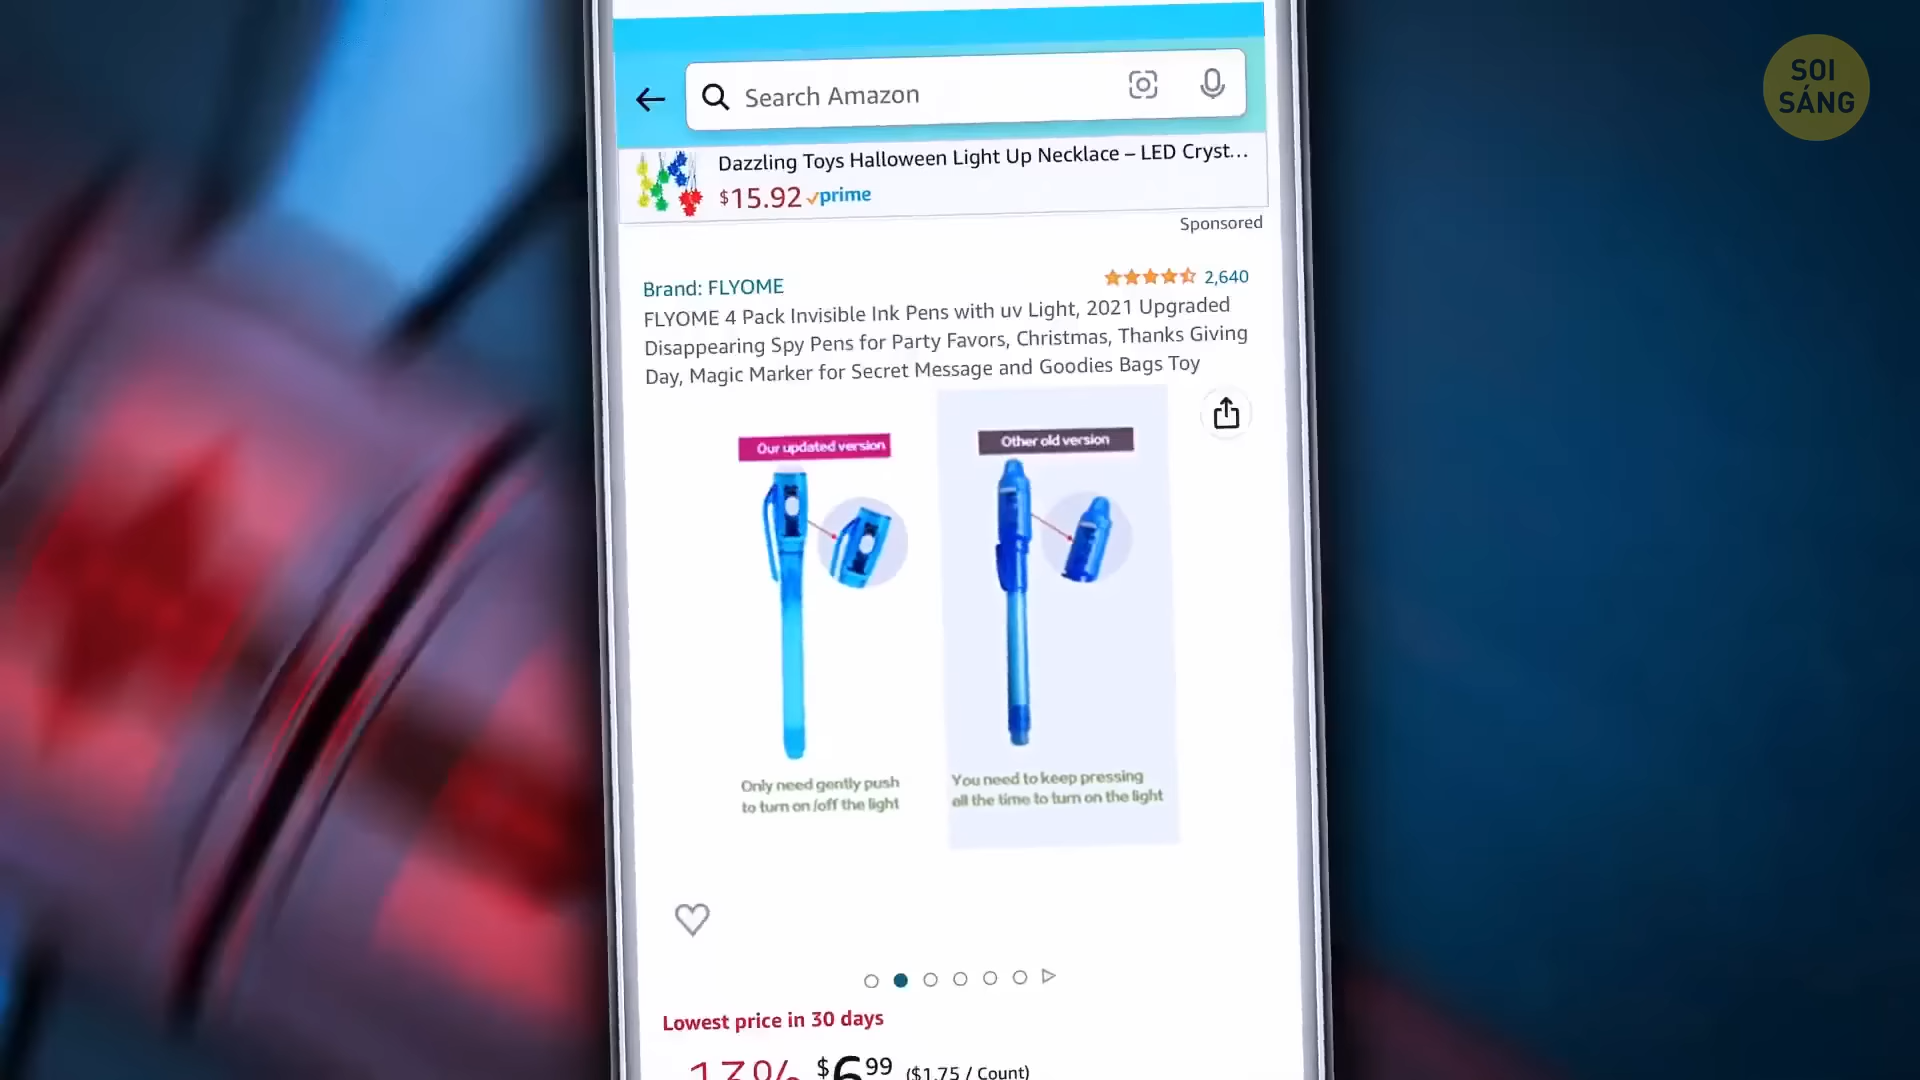 SOI
SÁNG
Search Amazon
Dazzling Toys Halloween Light Up Necklace – LED Cryst...
$15.92 prime
Sponsored
Brand: FLYOME
2,640
FLYOME 4 Pack Invisible Ink Pens with uv Light, 2021 Upgraded
Disappearing Spy Pens for Party Favors, Christmas, Thanks Giving
Day, Magic Marker for Secret Message and Goodies Bags Toy
Our updated version
Other old version
Only need gently push
to turn on /off the light
You need to keep pressing
all the time to turn on the light
Lowest price in 30 days
$6.99 ($1.75 / Count)